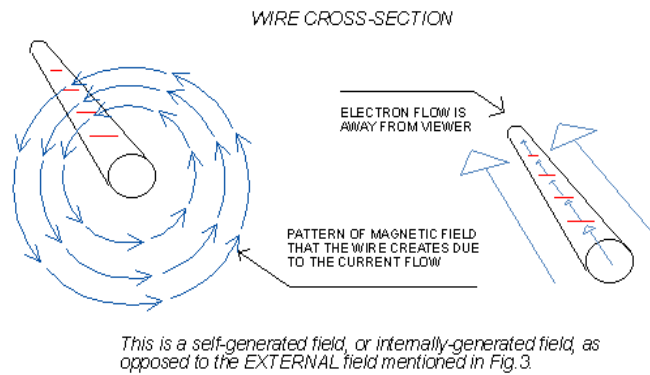 WIRE CROSS-SECTION
ELECTRON FLOW IS
AWAY FROM VIEWER
PATTERN OF MAGNETIC FIELD
THAT THE WIRE CREATES DUE
TO THE CURRENT FLOW
This is a self-generated field, or internally-generated field, as
opposed to the EXTERNAL field mentioned in Fig.3.